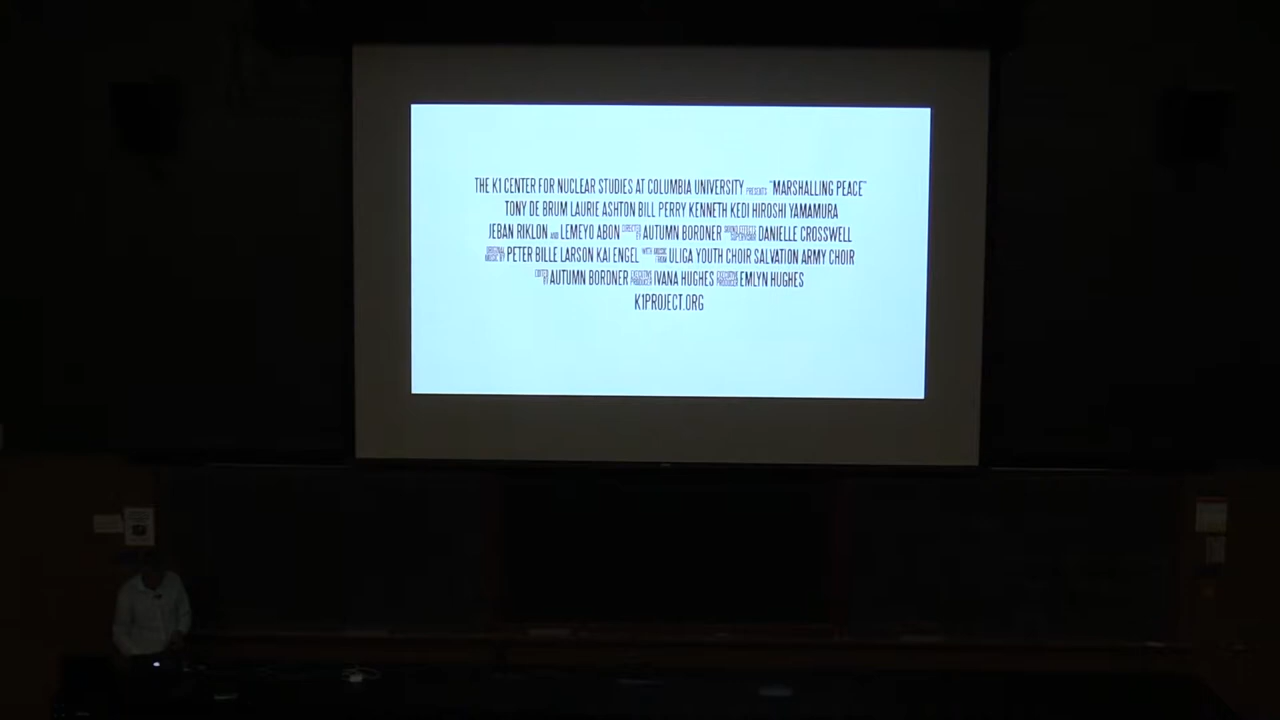 THE K1 CENTER FOR NUCLEAR STUDIES AT COLUMBIA UNIVERSITY PRESENTS "MARSHALLING PEACE"
TONY DE BRUM LAURIE ASHTON BILL PERRY KENNETH KEDI HIROSHI YAMAMURA
JEBAN RIKLON AND LEMEYO ABON DIRECTED BY AUTUMN BORDNER SOUND EFFECTS SUPERVISOR DANIELLE CROSSWELL
ORIGINAL MUSIC BY PETER BILLE LARSON KAI ENGEL WITH MUSIC FROM ULIGA YOUTH CHOIR SALVATION ARMY CHOIR
EDITED BY AUTUMN BORDNER EXECUTIVE PRODUCER IVANA HUGHES EXECUTIVE PRODUCER EMLYN HUGHES
K1PROJECT.ORG